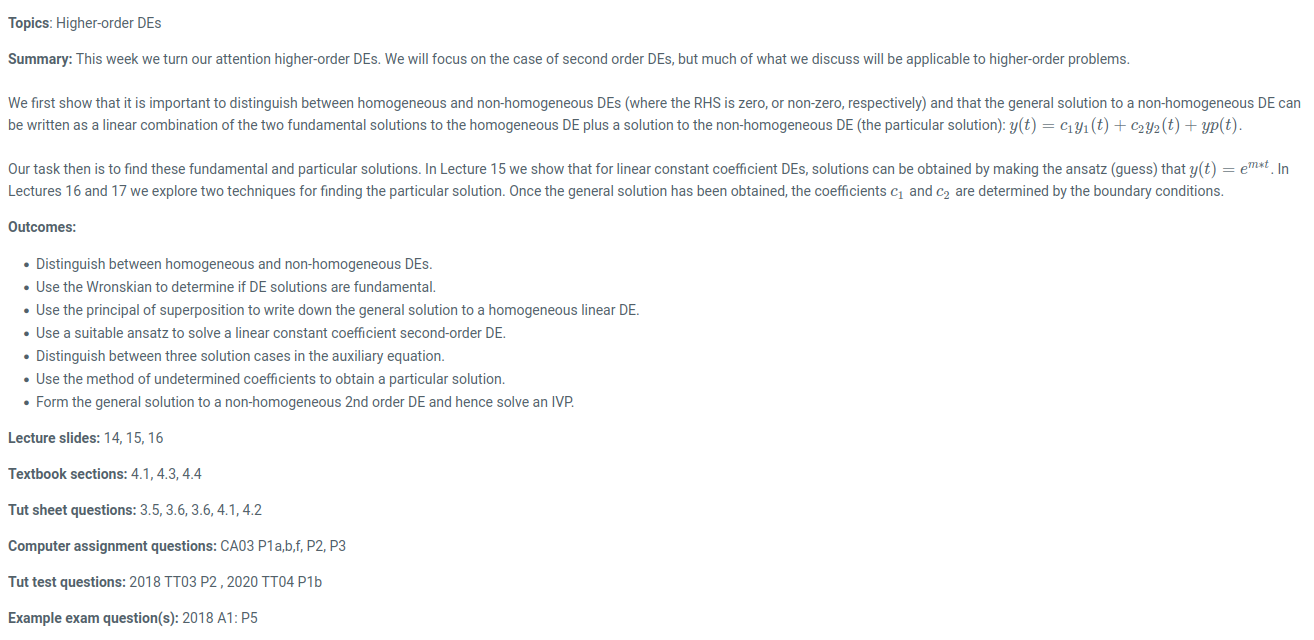 Topics: Higher-order DEs
Summary: This week we turn our attention higher-order DEs. We will focus on the case of second order DEs, but much of what we discuss will be applicable to higher-order problems.
We first show that it is important to distinguish between homogeneous and non-homogeneous DEs (where the RHS is zero, or non-zero, respectively) and that the general solution to a non-homogeneous DE can
be written as a linear combination of the two fundamental solutions to the homogeneous DE plus a solution to the non-homogeneous DE (the particular solution): y(t) = c₁y₁(t) + c₂y₂(t) + yp(t).
Our task then is to find these fundamental and particular solutions. In Lecture 15 we show that for linear constant coefficient DEs, solutions can be obtained by making the ansatz (guess) that y(t) = e^{m*t}. In
Lectures 16 and 17 we explore two techniques for finding the particular solution. Once the general solution has been obtained, the coefficients c₁ and c₂ are determined by the boundary conditions.
Outcomes:
• Distinguish between homogeneous and non-homogeneous DEs.
• Use the Wronskian to determine if DE solutions are fundamental.
• Use the principal of superposition to write down the general solution to a homogeneous linear DE.
• Use a suitable ansatz to solve a linear constant coefficient second-order DE.
• Distinguish between three solution cases in the auxiliary equation.
• Use the method of undetermined coefficients to obtain a particular solution.
• Form the general solution to a non-homogeneous 2nd order DE and hence solve an IVP.
Lecture slides: 14, 15, 16
Textbook sections: 4.1, 4.3, 4.4
Tut sheet questions: 3.5, 3.6, 3.6, 4.1, 4.2
Computer assignment questions: CA03 P1a,b,f, P2, P3
Tut test questions: 2018 TT03 P2 , 2020 TT04 P1b
Example exam question(s): 2018 A1: P5